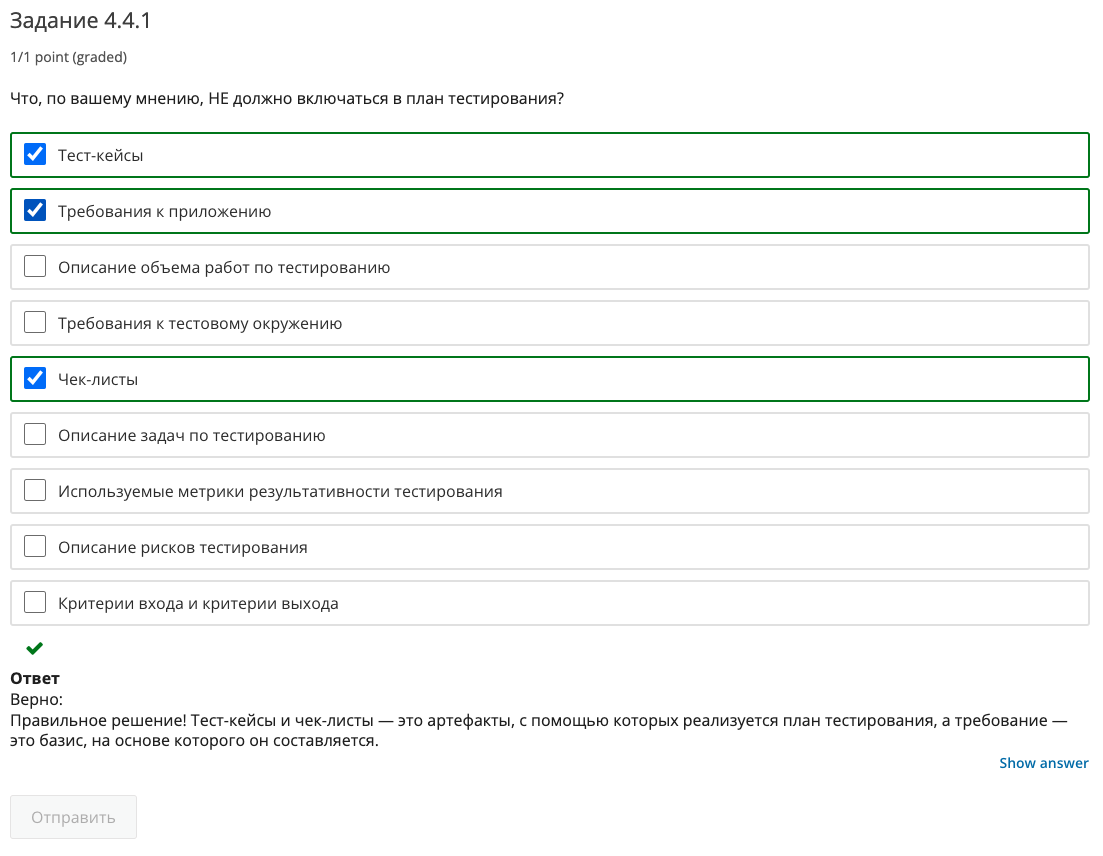 Задание 4.4.1
1/1 point (graded)
Что, по вашему мнению, НЕ должно включаться в план тестирования?
Тест-кейсы
Требования к приложению
Описание объема работ по тестированию
Требования к тестовому окружению
Чек-листы
Описание задач по тестированию
Используемые метрики результативности тестирования
Описание рисков тестирования
Критерии входа и критерии выхода
Ответ
Верно:
Правильное решение! Тест-кейсы и чек-листы — это артефакты, с помощью которых реализуется план тестирования, а требование —
это базис, на основе которого он составляется.
Show answer
Отправить